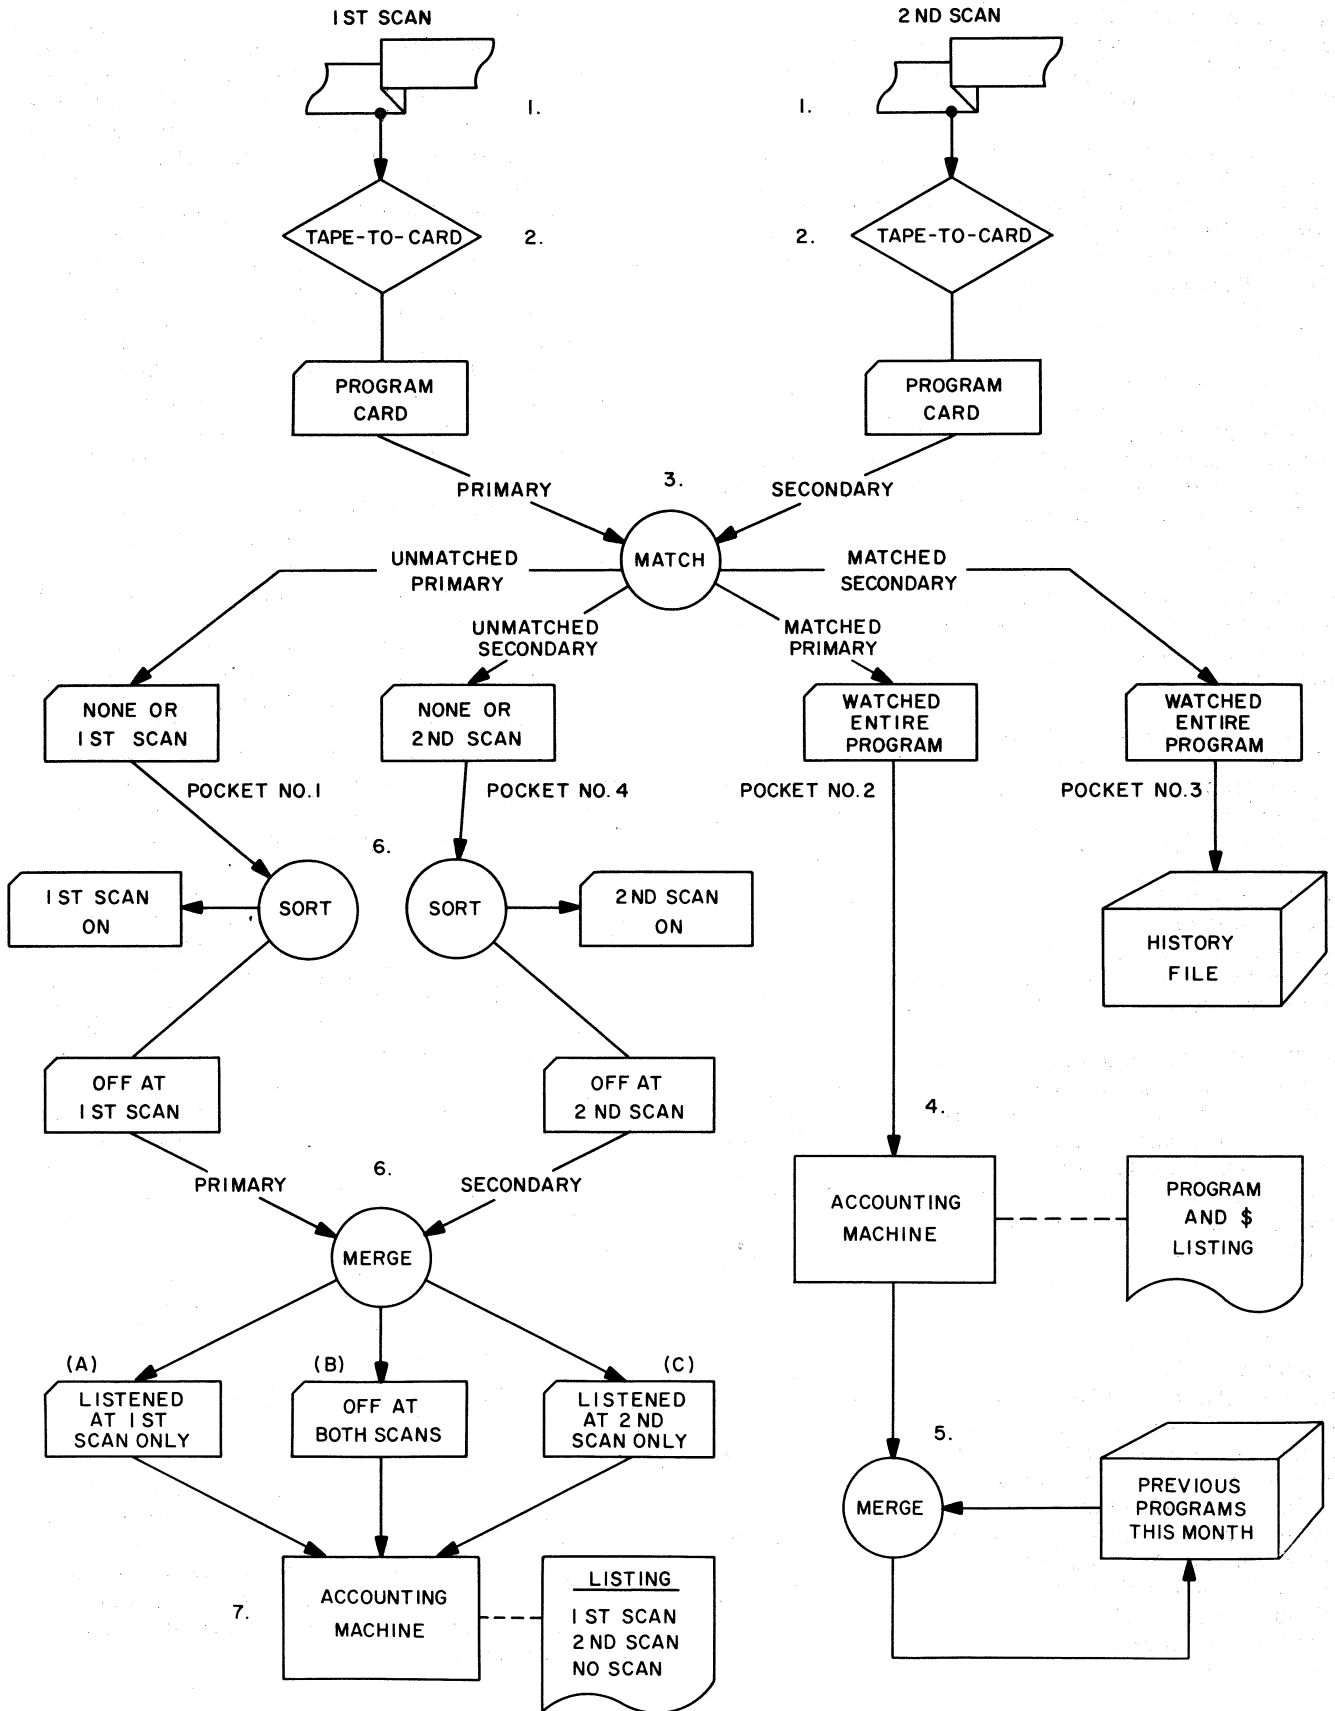 1ST SCAN
2ND SCAN
1.
1.
TAPE-TO-CARD
2.
2.
TAPE-TO-CARD
PROGRAM
CARD
PROGRAM
CARD
PRIMARY
3.
SECONDARY
MATCH
UNMATCHED
PRIMARY
MATCHED
SECONDARY
UNMATCHED
SECONDARY
MATCHED
PRIMARY
NONE OR
1ST SCAN
NONE OR
2ND SCAN
WATCHED
ENTIRE
PROGRAM
WATCHED
ENTIRE
PROGRAM
POCKET NO.1
POCKET NO.4
POCKET NO.2
POCKET NO.3
6.
1ST SCAN
ON
SORT
SORT
2ND SCAN
ON
HISTORY
FILE
OFF AT
1ST SCAN
OFF AT
2ND SCAN
4.
PRIMARY
6.
SECONDARY
ACCOUNTING
MACHINE
PROGRAM
AND $
LISTING
MERGE
(A)
(B)
(C)
LISTENED
AT 1ST
SCAN ONLY
OFF AT
BOTH SCANS
LISTENED
AT 2ND
SCAN ONLY
5.
MERGE
PREVIOUS
PROGRAMS
THIS MONTH
7.
ACCOUNTING
MACHINE
LISTING
1ST SCAN
2ND SCAN
NO SCAN